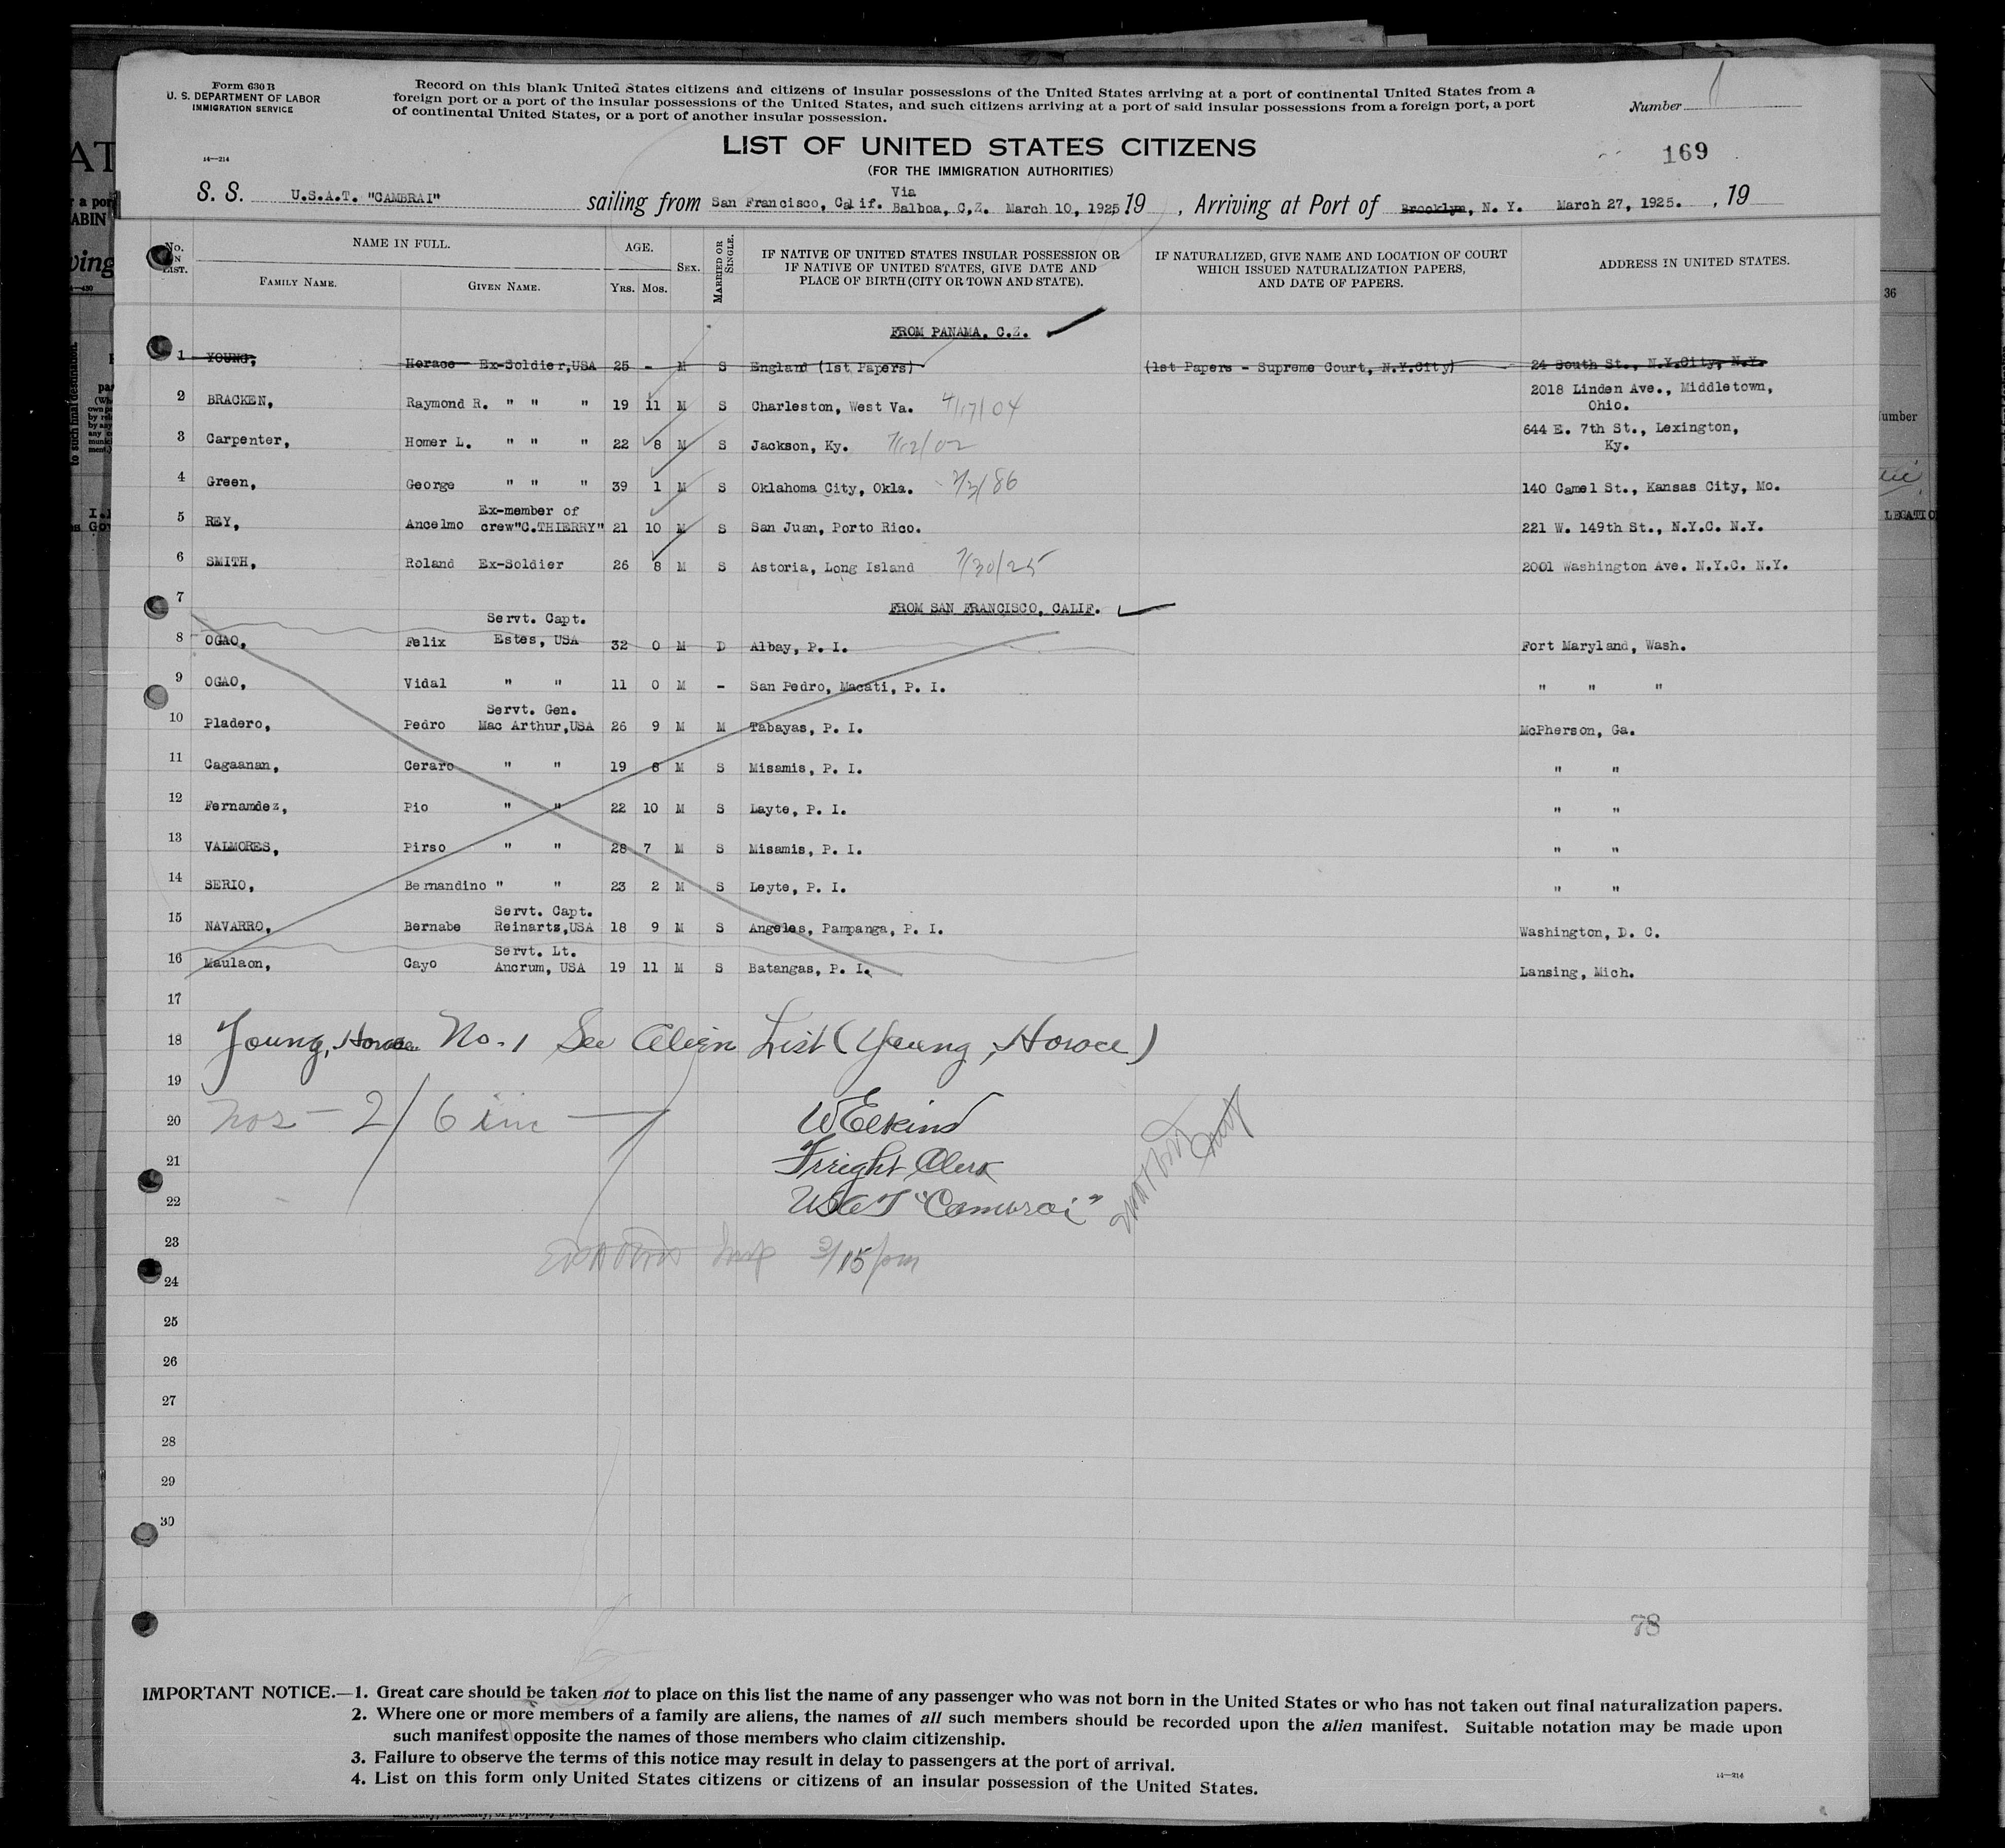 Form 630 B
U. S. DEPARTMENT OF LABOR
IMMIGRATION SERVICE
14—214
Record on this blank United States citizens and citizens of insular possessions of the United States arriving at a port of continental United States from a
foreign port or a port of the insular possessions of the United States, and such citizens arriving at a port of said insular possessions from a foreign port, a port
of continental United States, or a port of another insular possession.
Number 1
LIST OF UNITED STATES CITIZENS
169
(FOR THE IMMIGRATION AUTHORITIES)
S. S. U.S.A.T. "CAMBRAI" sailing from San Francisco, Calif. Via Balboa, C.Z. March 10, 1925 19 , Arriving at Port of Brooklyn, N. Y. March 27, 1925. , 19
No. ON LIST. NAME IN FULL. FAMILY NAME. GIVEN NAME. AGE. YRS. MOS. SEX. MARRIED OR SINGLE. IF NATIVE OF UNITED STATES INSULAR POSSESSION OR IF NATIVE OF UNITED STATES, GIVE DATE AND PLACE OF BIRTH (CITY OR TOWN AND STATE). IF NATURALIZED, GIVE NAME AND LOCATION OF COURT WHICH ISSUED NATURALIZATION PAPERS, AND DATE OF PAPERS. ADDRESS IN UNITED STATES.
FROM PANAMA, C.Z.
1 YOUNG, Horace Ex-Soldier,USA 25 - M S England (1st Papers) (1st Papers - Supreme Court, N.Y.City) 24 South St., N.Y.City, N.Y.
2 BRACKEN, Raymond R. " " " 19 11 M S Charleston, West Va. 4/17/04 2018 Linden Ave., Middletown, Ohio.
3 Carpenter, Homer L. " " " 22 8 M S Jackson, Ky. 7/12/02 644 E. 7th St., Lexington, Ky.
4 Green, George " " " 39 1 M S Oklahoma City, Okla. 2/3/86 140 Camel St., Kansas City, Mo.
5 REY, Ancelmo Ex-member of crew"C.THIERRY" 21 10 M S San Juan, Porto Rico. 221 W. 149th St., N.Y.C. N.Y.
6 SMITH, Roland Ex-Soldier 26 8 M S Astoria, Long Island 7/30/25 2001 Washington Ave. N.Y.C. N.Y.
7 FROM SAN FRANCISCO, CALIF.
8 OGAO, Felix Servt. Capt. Estes, USA 32 0 M D Albay, P. I. Fort Maryland, Wash.
9 OGAO, Vidal " " 11 0 M - San Pedro, Macati, P. I. " " "
10 Pladero, Pedro Servt. Gen. Mac Arthur,USA 26 9 M M Tabayas, P. I. McPherson, Ga.
11 Cagaanan, Ceraro " " 19 8 M S Misamis, P. I. " "
12 Fernamdez, Pio " " 22 10 M S Layte, P. I. " "
13 VALMORES, Pirso " " 28 7 M S Misamis, P. I. " "
14 SERIO, Bernandino " " 23 2 M S Leyte, P. I. " "
15 NAVARRO, Bernabe Servt. Capt. Reinartz,USA 18 9 M S Angeles, Pampanga, P. I. Washington, D. C.
16 Maulaon, Cayo Servt. Lt. Ancrum, USA 19 11 M S Batangas, P. I. Lansing, Mich.
17
18 Young, Horace No. 1 See Alien List (Young, Horace)
19
20 Nos - 2/6 inc WElkins
21 Freight Clerk
22 USAT "Cambrai"
23 Insp 3/15 pm
24
25
26
27
28
29
30
78
IMPORTANT NOTICE.—1. Great care should be taken not to place on this list the name of any passenger who was not born in the United States or who has not taken out final naturalization papers.
2. Where one or more members of a family are aliens, the names of all such members should be recorded upon the alien manifest. Suitable notation may be made upon
such manifest opposite the names of those members who claim citizenship.
3. Failure to observe the terms of this notice may result in delay to passengers at the port of arrival.
4. List on this form only United States citizens or citizens of an insular possession of the United States.
14—214